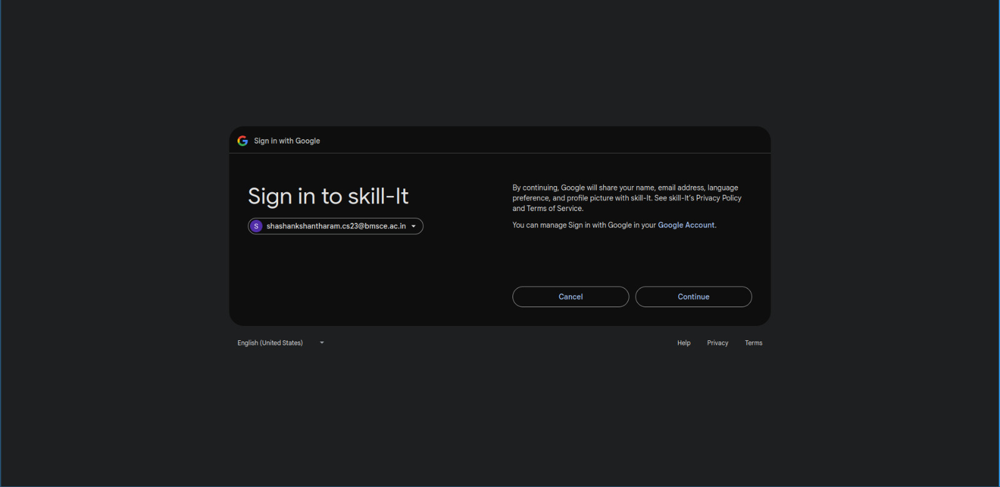 Sign in with Google
Sign in to skill-It
S shashankshantharam.cs23@bmsce.ac.in
By continuing, Google will share your name, email address, language
preference, and profile picture with skill-It. See skill-It’s Privacy Policy
and Terms of Service.
You can manage Sign in with Google in your Google Account.
Cancel Continue
English (United States) Help Privacy Terms